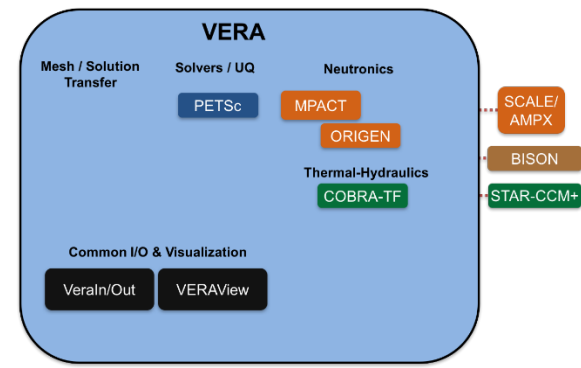 VERA
Mesh / Solution
Transfer
Solvers / UQ
Neutronics
PETSc
MPACT
ORIGEN
SCALE/
AMPX
BISON
Thermal-Hydraulics
COBRA-TF
STAR-CCM+
Common I/O & Visualization
VeraIn/Out
VERAView